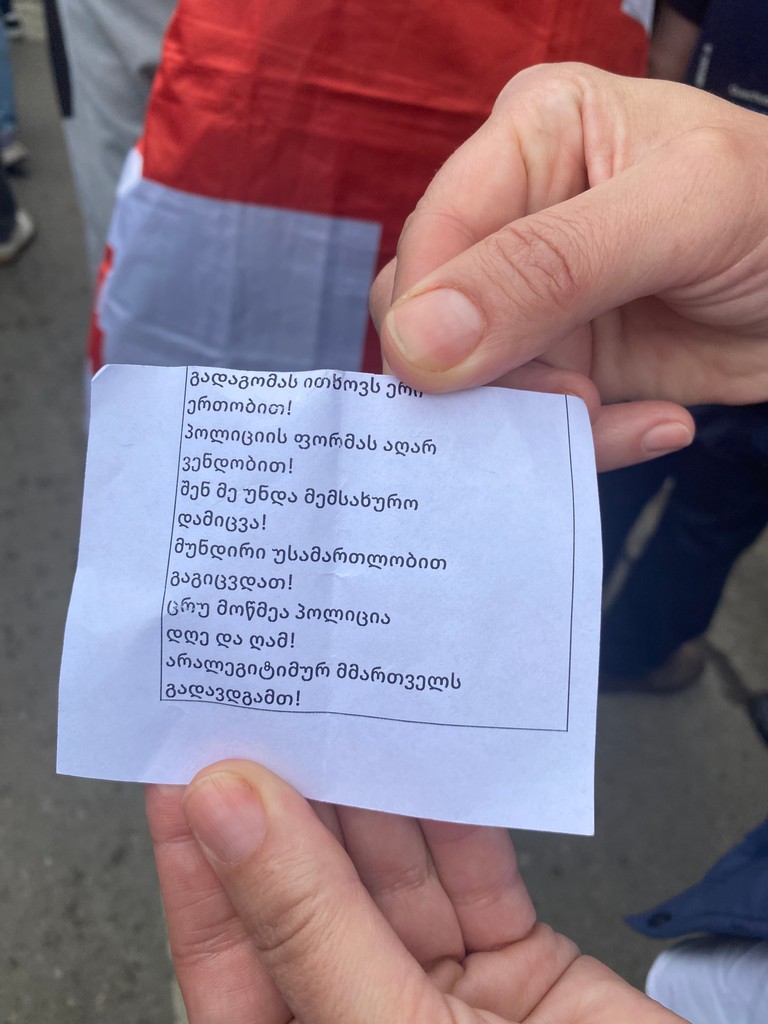 გადაგომას ითხოვს ერი
ერთობით!
პოლიციის ფორმას აღარ
ვენდობით!
შენ მე უნდა მემსახურო
დამიცვა!
მუნდირი უსამართლობით
გაგიცვდათ!
ცრუ მოწმეა პოლიცია
დღე და ღამ!
არალეგიტიმურ მმართველს
გადავდგამთ!